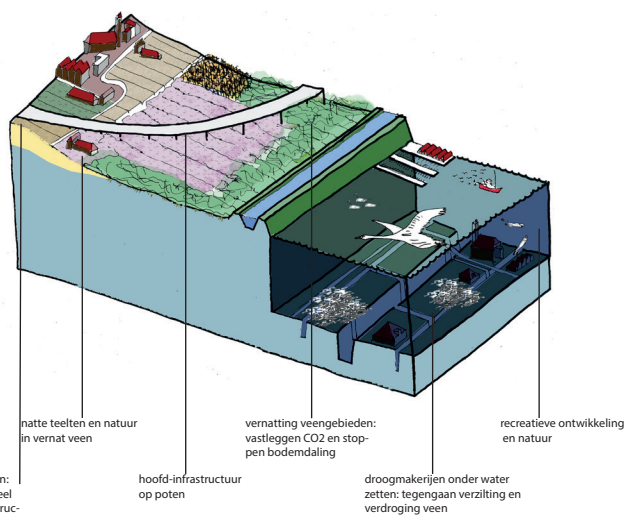 natte teelten en natuur
in vernat veen
vernatting veengebieden:
vastleggen CO2 en stop-
pen bodemdaling
recreatieve ontwikkeling
en natuur
hoofd-infrastructuur
op poten
droogmakerijen onder water
zetten: tegengaan verzilting en
verdroging veen